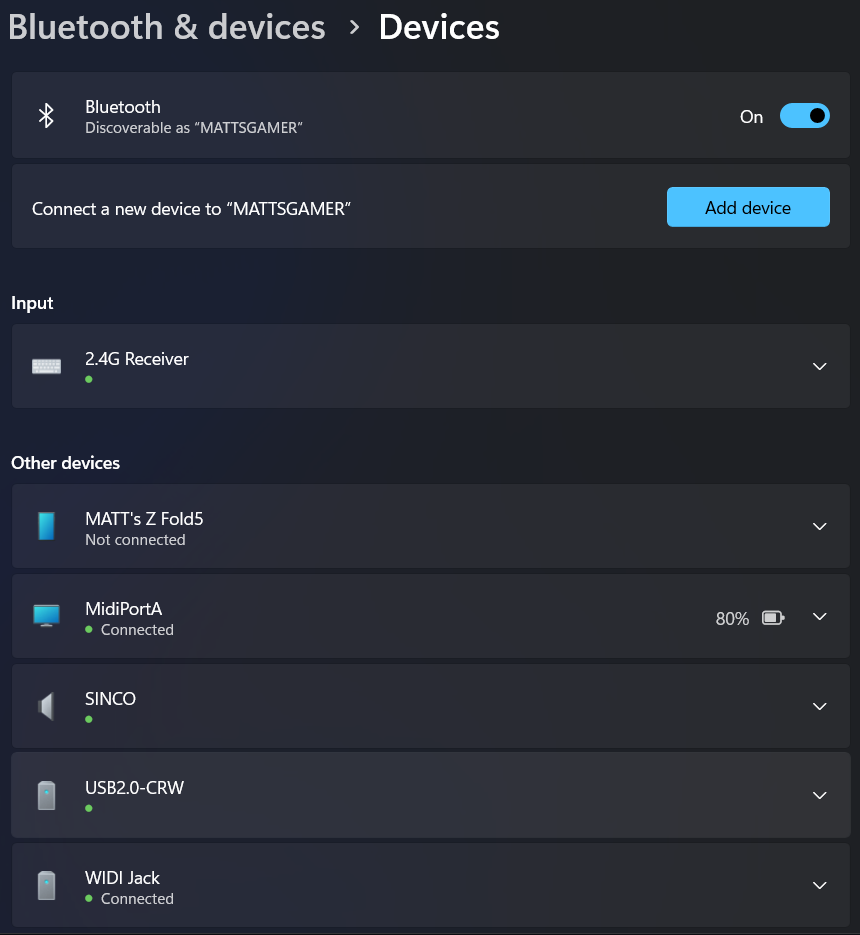 Bluetooth & devices > Devices
Bluetooth
Discoverable as “MATTSGAMER”
On
Connect a new device to “MATTSGAMER”
Add device
Input
2.4G Receiver
Other devices
MATT's Z Fold5
Not connected
MidiPortA
Connected
80%
SINCO
USB2.0-CRW
WIDI Jack
Connected